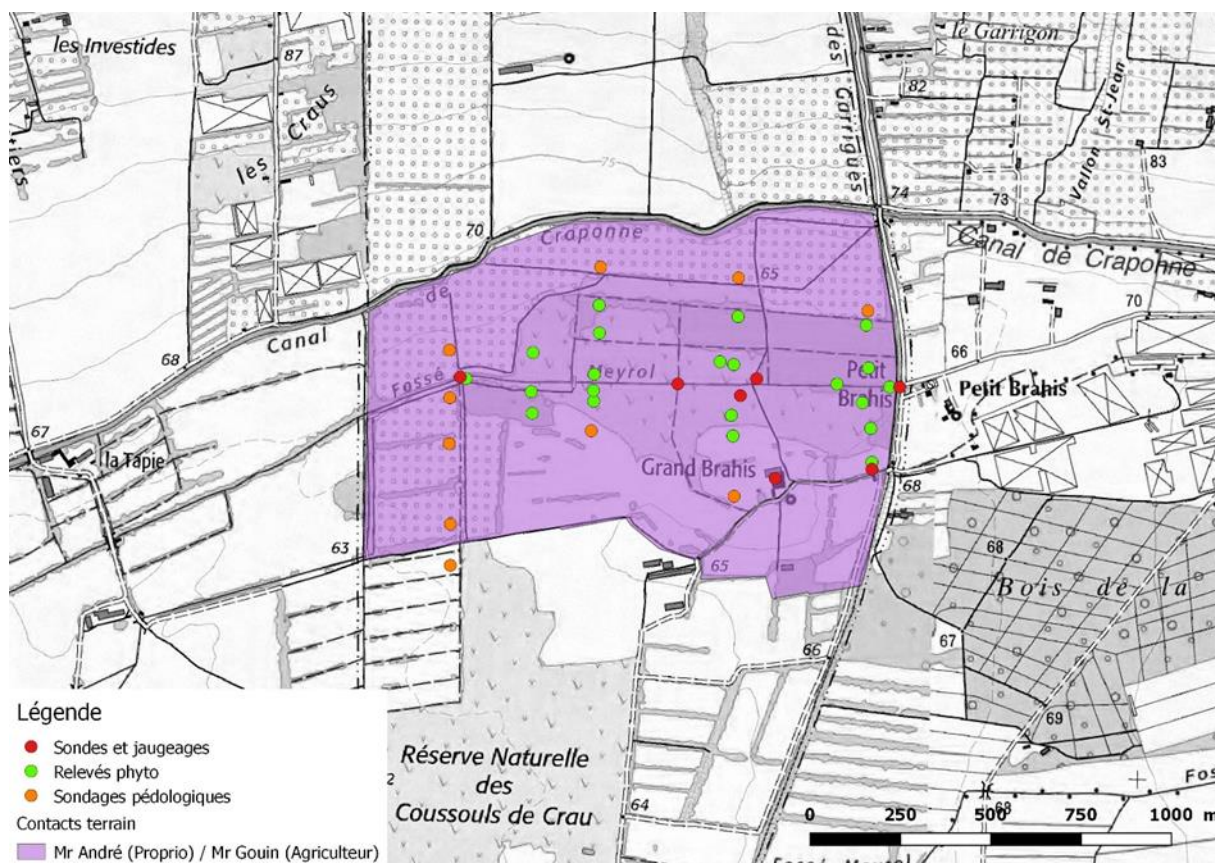 les Investides
87
Craus
les
tiers
des Garrigues
le Garrigon
82
Vallon St-Jean
83
75
74
73
70
Craponne
de
65
Canal de Craponne
70
Canal
68
Fossé Meyrol
66
Petit Brahis
Petit Brahis
67
la Tapie
Grand Brahis
68
63
65
68
Bois de la
66
67
69
Légende
Sondes et jaugeages
Relevés phyto
Sondages pédologiques
Contacts terrain
Mr André (Proprio) / Mr Gouin (Agriculteur)
Réserve Naturelle
des
Coussouls de Crau
64
68
Fos
0 250 500 750 1000 m
Fossé Meyrol